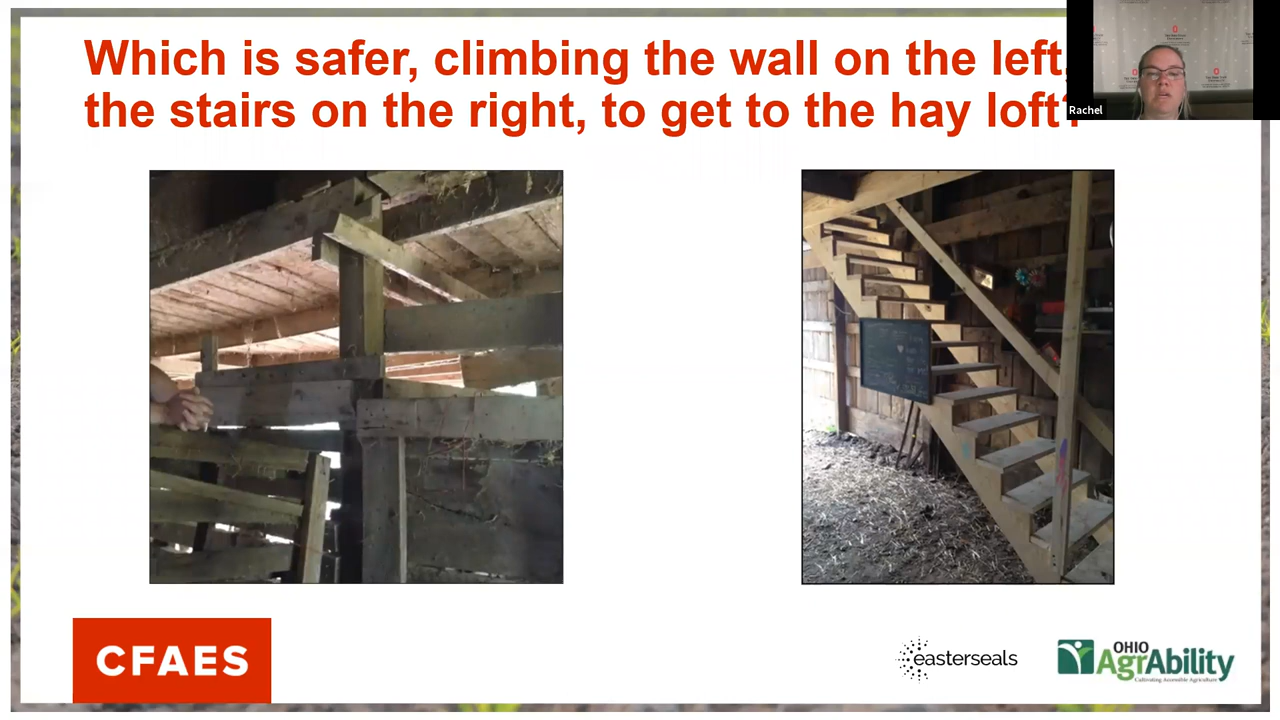 Which is safer, climbing the wall on the left,
the stairs on the right, to get to the hay loft?
Rachel
CFAES
easterseals
OHIO
AgrAbility
Cultivating Accessible Agriculture